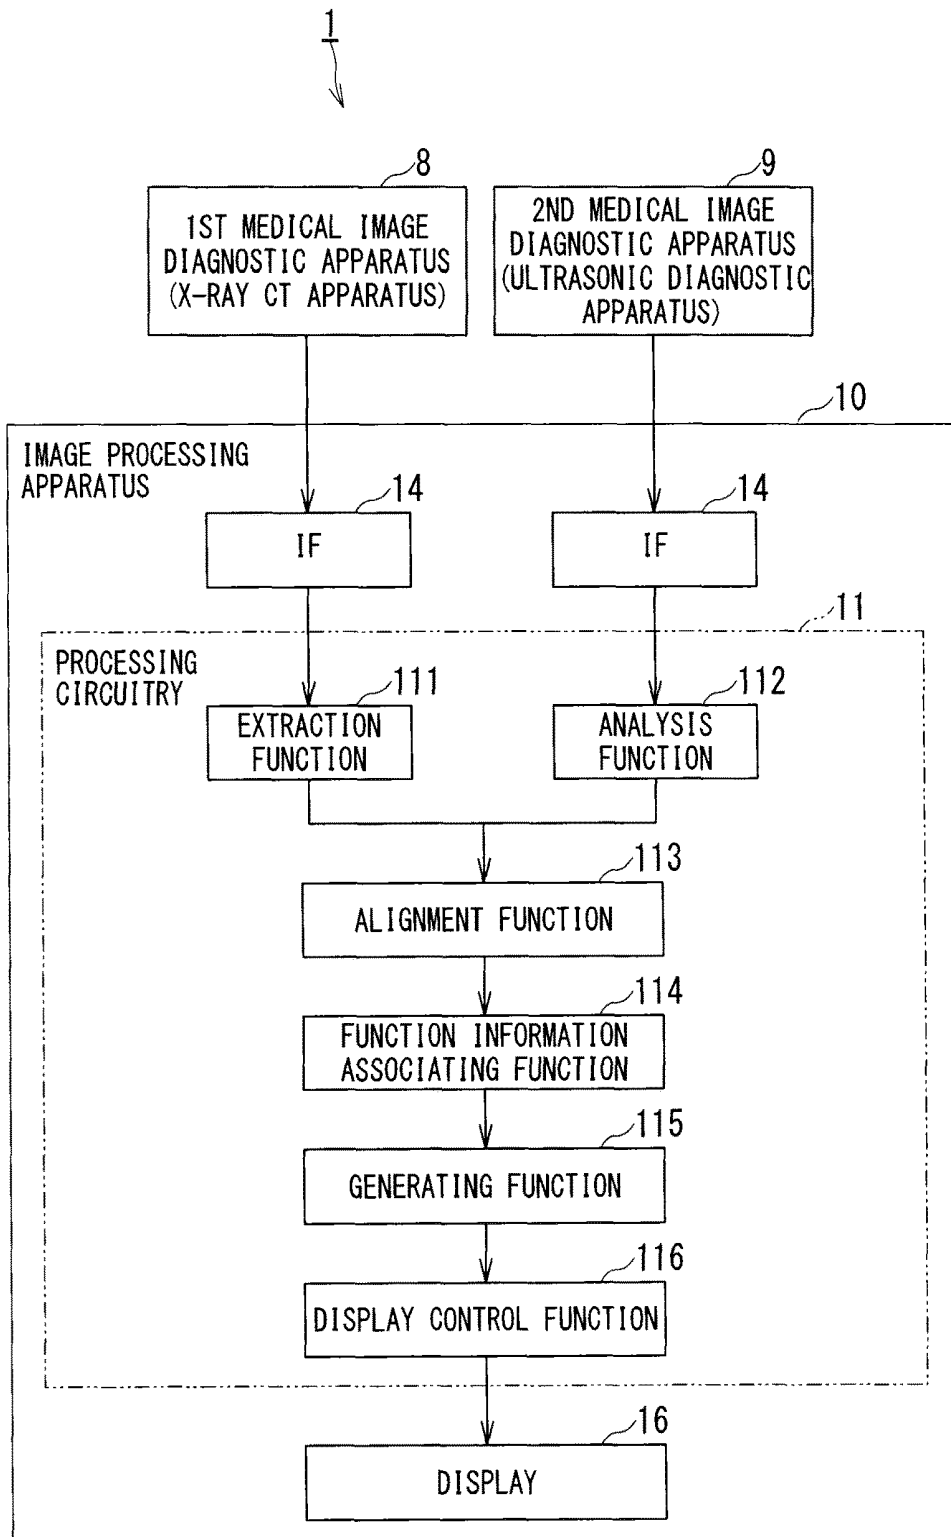 1
8
1ST MEDICAL IMAGE
DIAGNOSTIC APPARATUS
(X-RAY CT APPARATUS)
9
2ND MEDICAL IMAGE
DIAGNOSTIC APPARATUS
(ULTRASONIC DIAGNOSTIC
APPARATUS)
10
IMAGE PROCESSING
APPARATUS
14
IF
14
IF
11
PROCESSING
CIRCUITRY
111
EXTRACTION
FUNCTION
112
ANALYSIS
FUNCTION
113
ALIGNMENT FUNCTION
114
FUNCTION INFORMATION
ASSOCIATING FUNCTION
115
GENERATING FUNCTION
116
DISPLAY CONTROL FUNCTION
16
DISPLAY